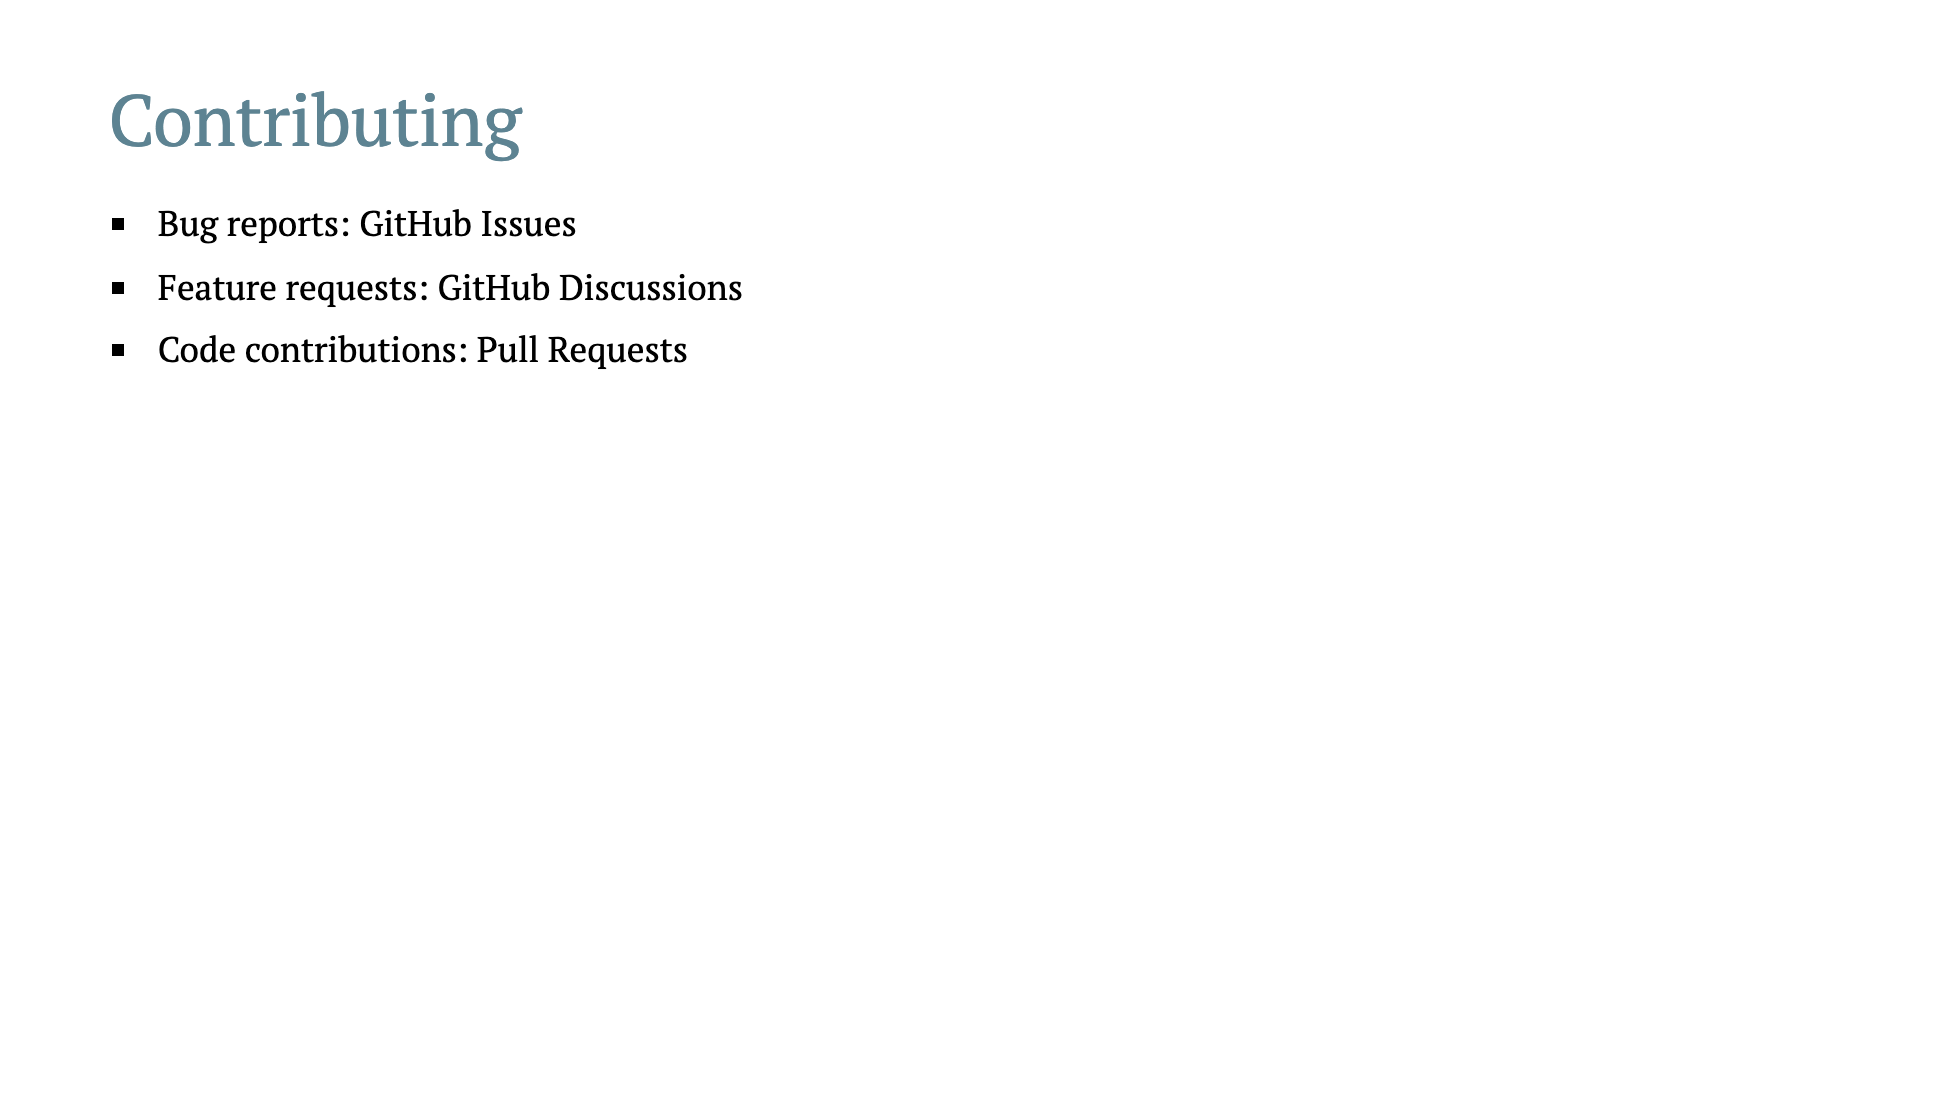 Contributing
▪ Bug reports: GitHub Issues
▪ Feature requests: GitHub Discussions
▪ Code contributions: Pull Requests